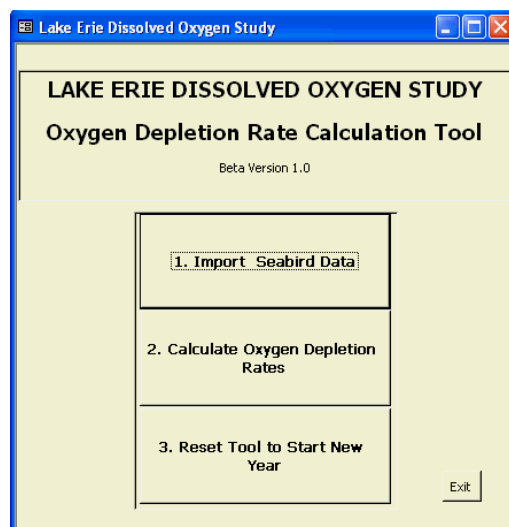 Lake Erie Dissolved Oxygen Study
LAKE ERIE DISSOLVED OXYGEN STUDY
Oxygen Depletion Rate Calculation Tool
Beta Version 1.0
1. Import  Seabird Data
2. Calculate Oxygen Depletion
Rates
3. Reset Tool to Start New
Year
Exit